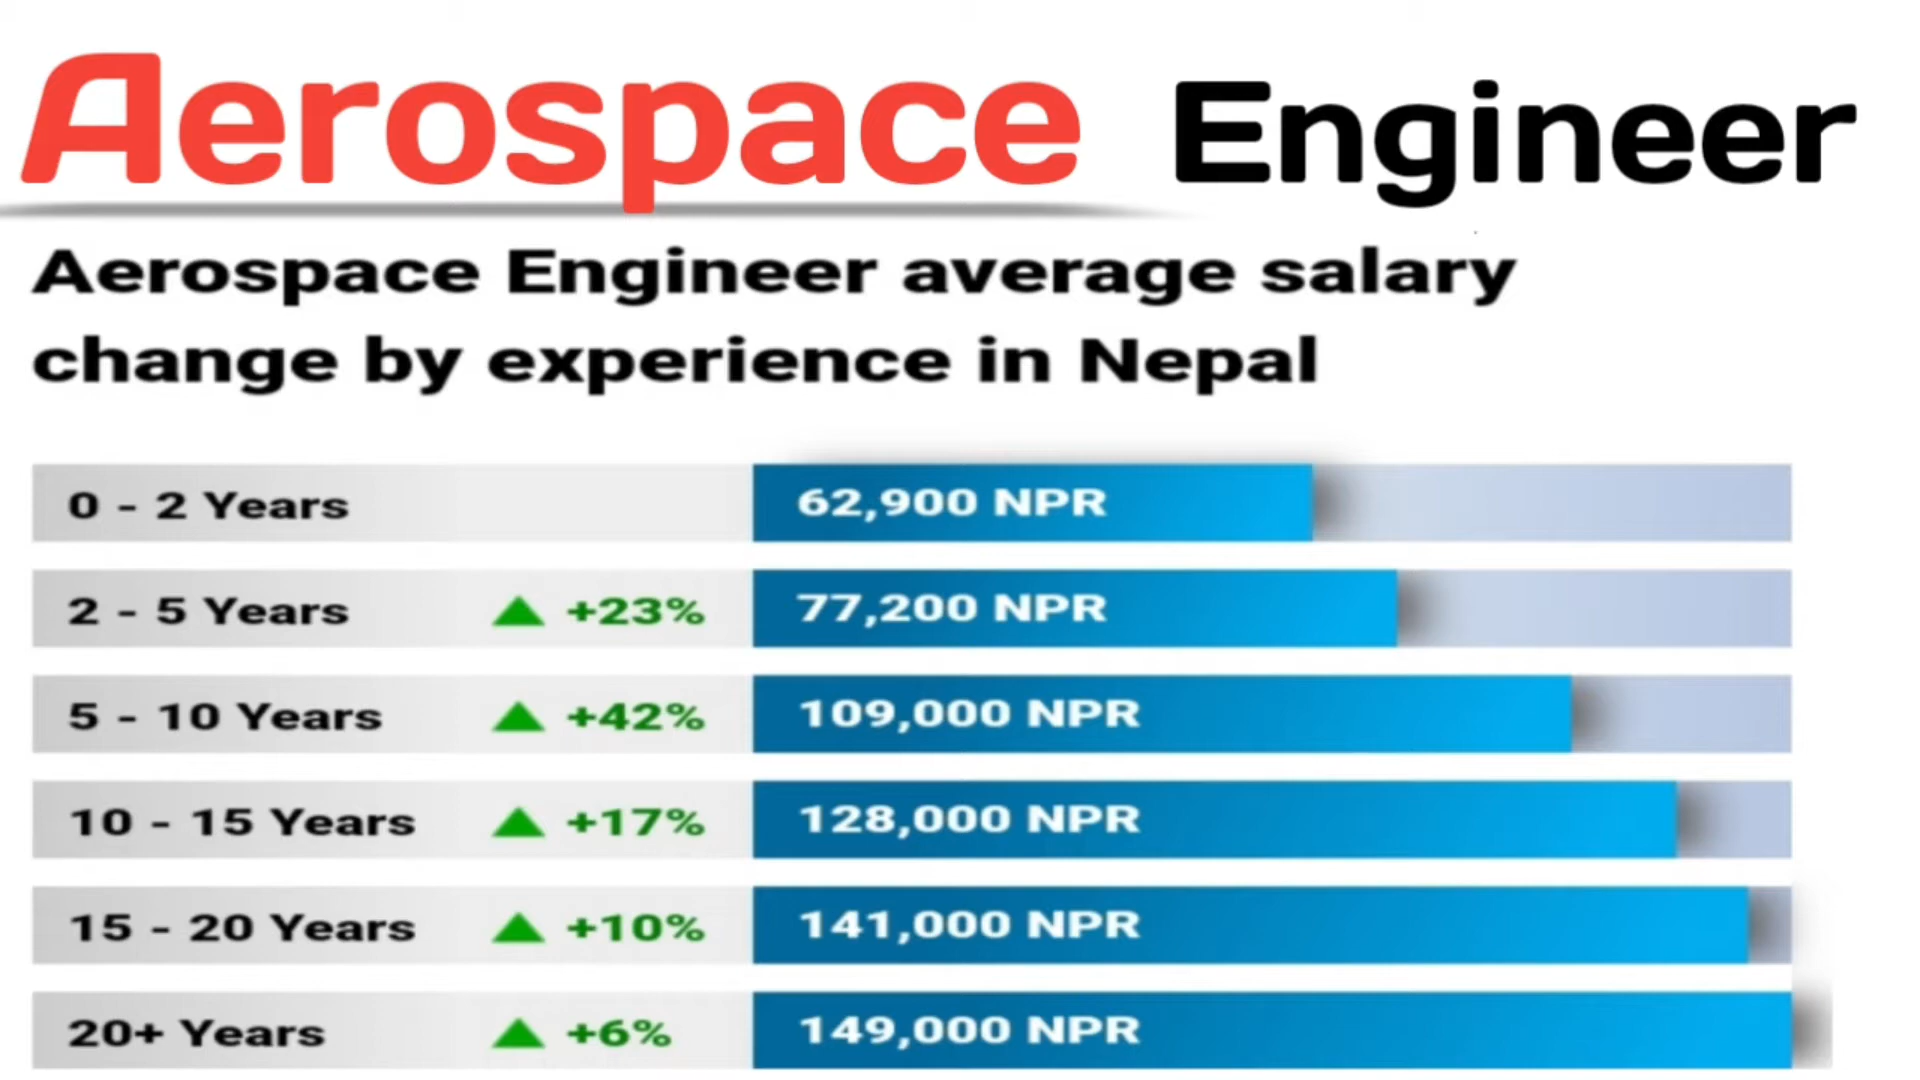 Aerospace Engineer
Aerospace Engineer average salary
change by experience in Nepal
0 - 2 Years 62,900 NPR
2 - 5 Years +23% 77,200 NPR
5 - 10 Years +42% 109,000 NPR
10 - 15 Years +17% 128,000 NPR
15 - 20 Years +10% 141,000 NPR
20+ Years +6% 149,000 NPR